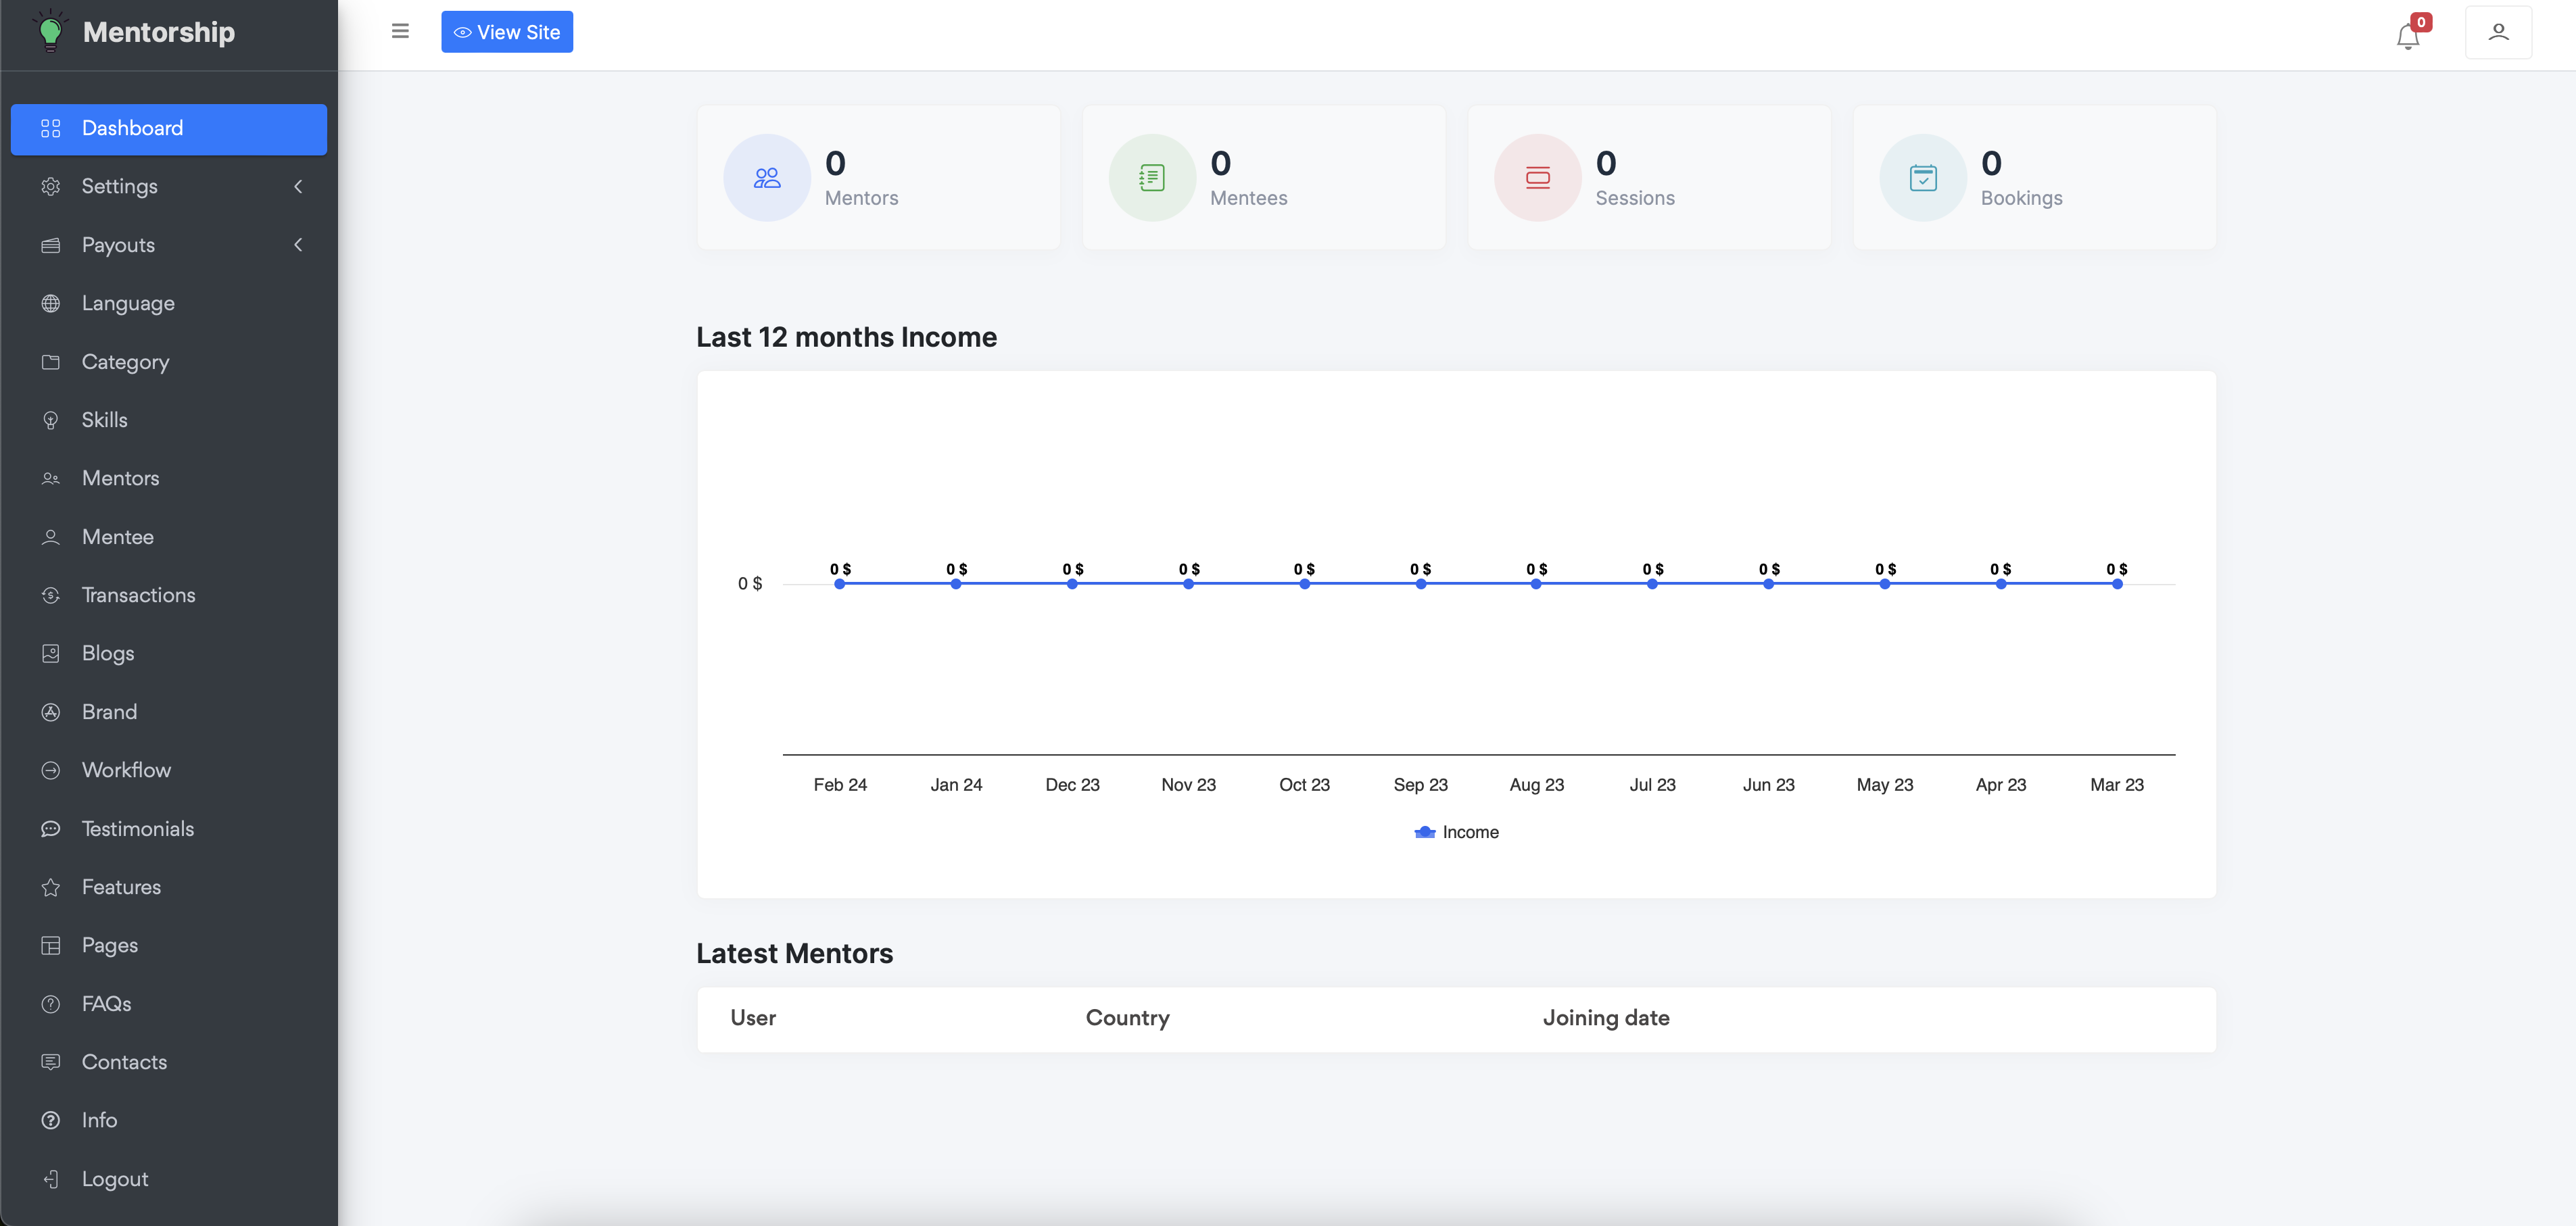 Mentorship
View Site
0
Dashboard
Settings
Payouts
Language
Category
Skills
Mentors
Mentee
Transactions
Blogs
Brand
Workflow
Testimonials
Features
Pages
FAQs
Contacts
Info
Logout
0
Mentors
0
Mentees
0
Sessions
0
Bookings
Last 12 months Income
0 $ 0 $ 0 $ 0 $ 0 $ 0 $ 0 $ 0 $ 0 $ 0 $ 0 $ 0 $
0 $
Feb 24 Jan 24 Dec 23 Nov 23 Oct 23 Sep 23 Aug 23 Jul 23 Jun 23 May 23 Apr 23 Mar 23
Income
Latest Mentors
User Country Joining date